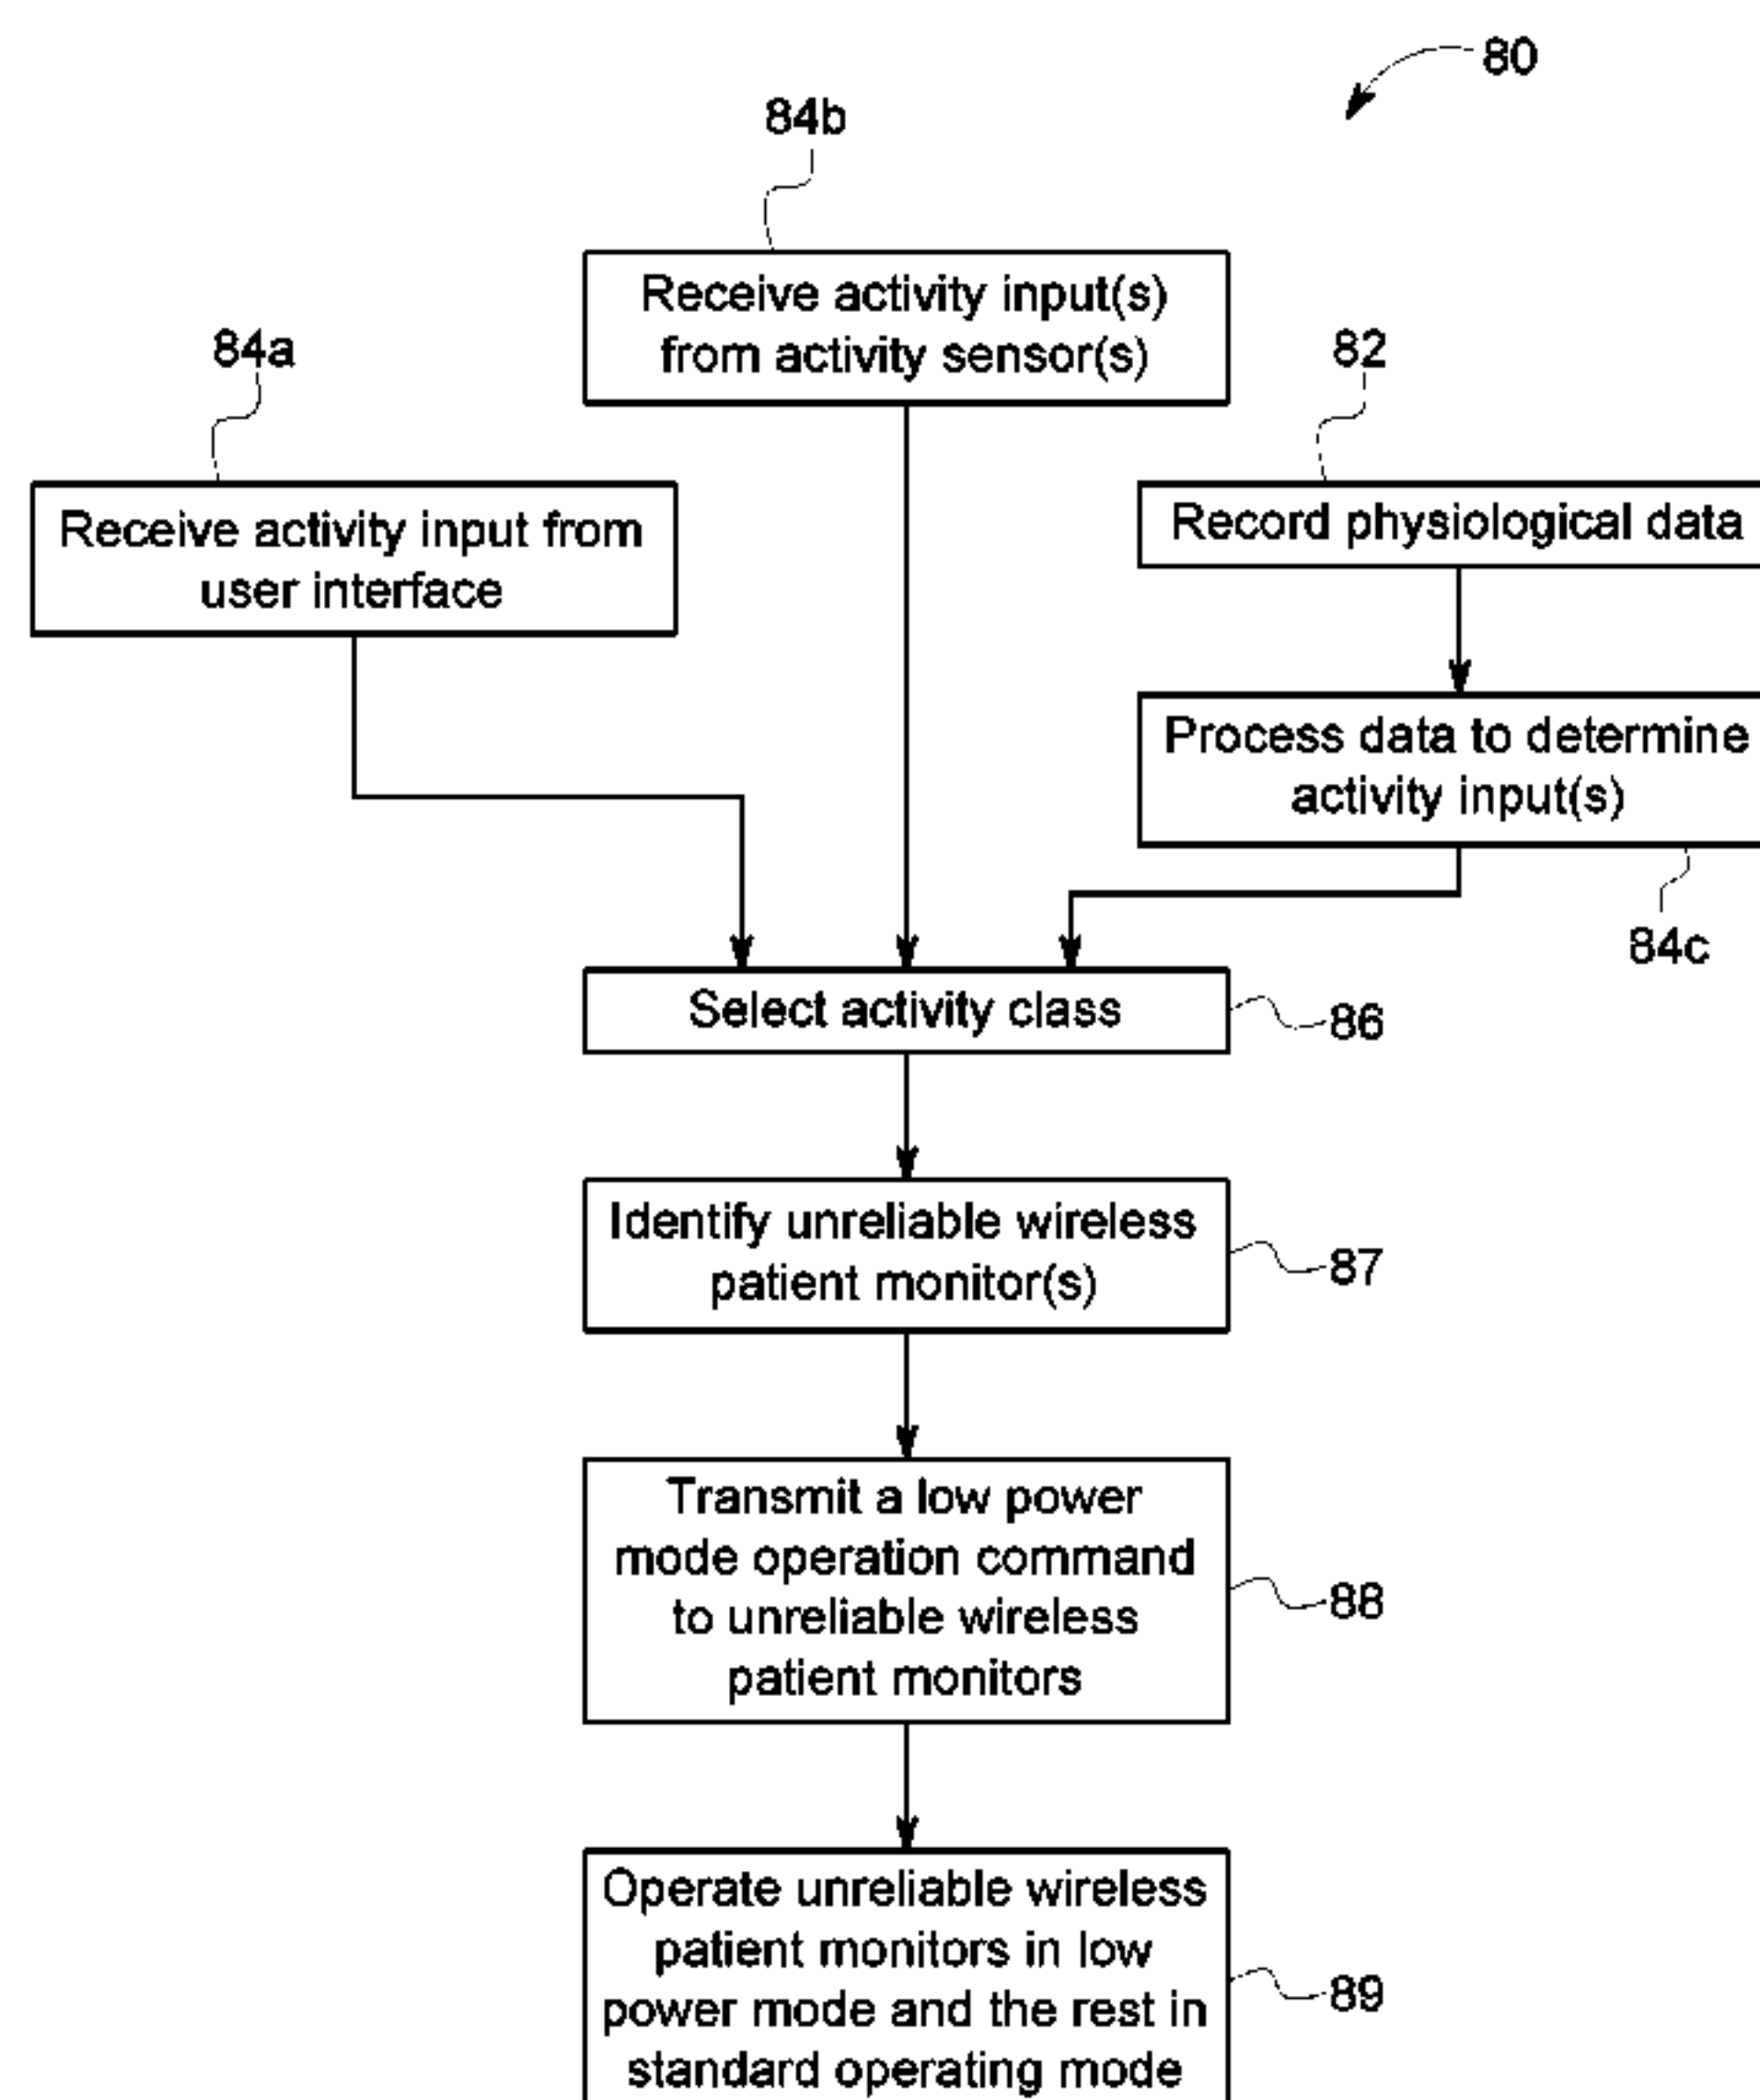 80
84b
Receive activity input(s)
from activity sensor(s)
84a
82
Receive activity input from
user interface
Record physiological data
Process data to determine
activity input(s)
84c
Select activity class
86
Identify unreliable wireless
patient monitor(s)
87
Transmit a low power
mode operation command
to unreliable wireless
patient monitors
88
Operate unreliable wireless
patient monitors in low
power mode and the rest in
standard operating mode
89